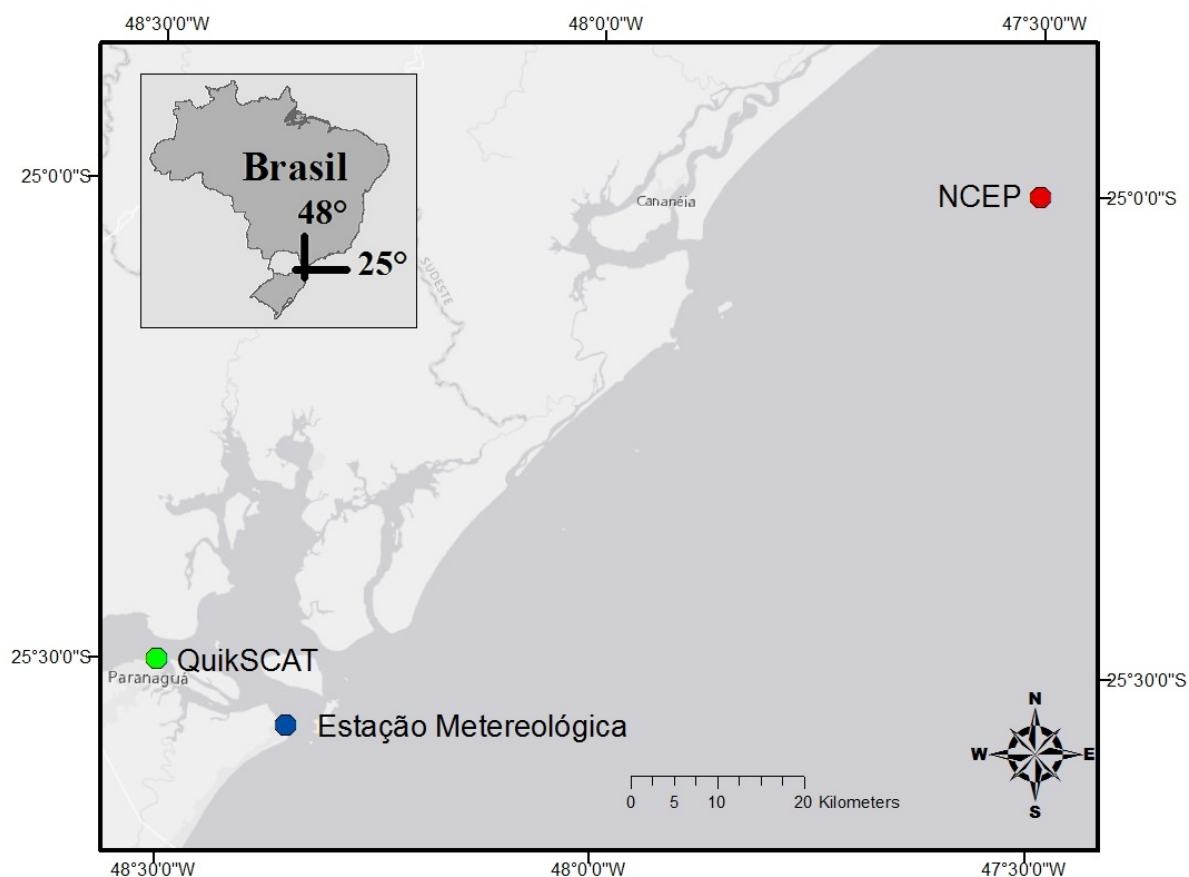 48°30'0"W
48°0'0"W
47°30'0"W
Brasil
48°
25°
25°0'0"S
NCEP
25°0'0"S
Cananéia
SUDESTE
25°30'0"S
QuikSCAT
Paranaguá
25°30'0"S
Estação Metereológica
N
W
E
S
0 5 10 20 Kilometers
48°30'0"W
48°0'0"W
47°30'0"W